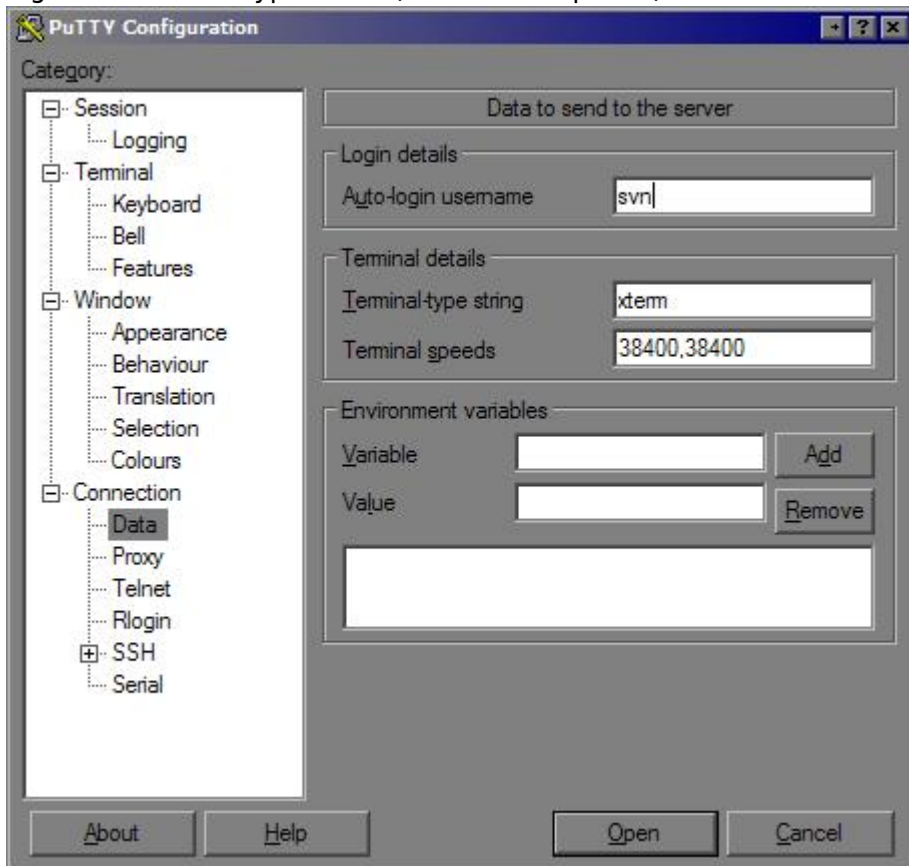 PuTTY Configuration
Category:
Session
Logging
Terminal
Keyboard
Bell
Features
Window
Appearance
Behaviour
Translation
Selection
Colours
Connection
Data
Proxy
Telnet
Rlogin
SSH
Serial
Data to send to the server
Login details
Auto-login username svn
Terminal details
Terminal-type string xterm
Terminal speeds 38400,38400
Environment variables
Variable Add
Value Remove
About Help Open Cancel